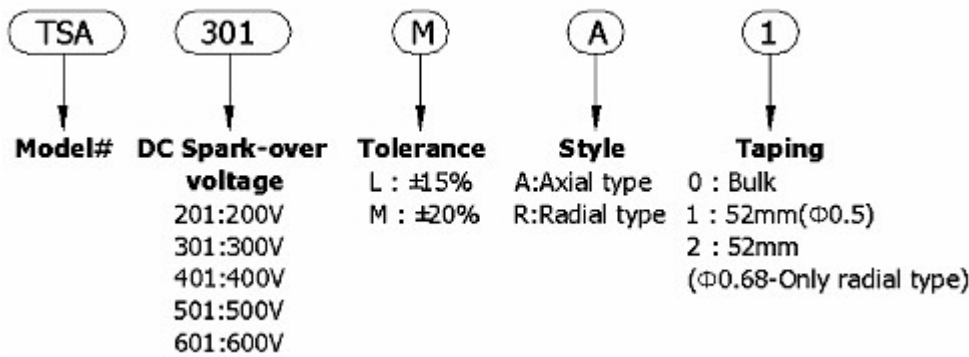 TSA 301 M A 1
Model# DC Spark-over Tolerance Style Taping
voltage L : ±15% A:Axial type 0 : Bulk
201:200V M : ±20% R:Radial type 1 : 52mm(Φ0.5)
301:300V 2 : 52mm
401:400V (Φ0.68-Only radial type)
501:500V
601:600V